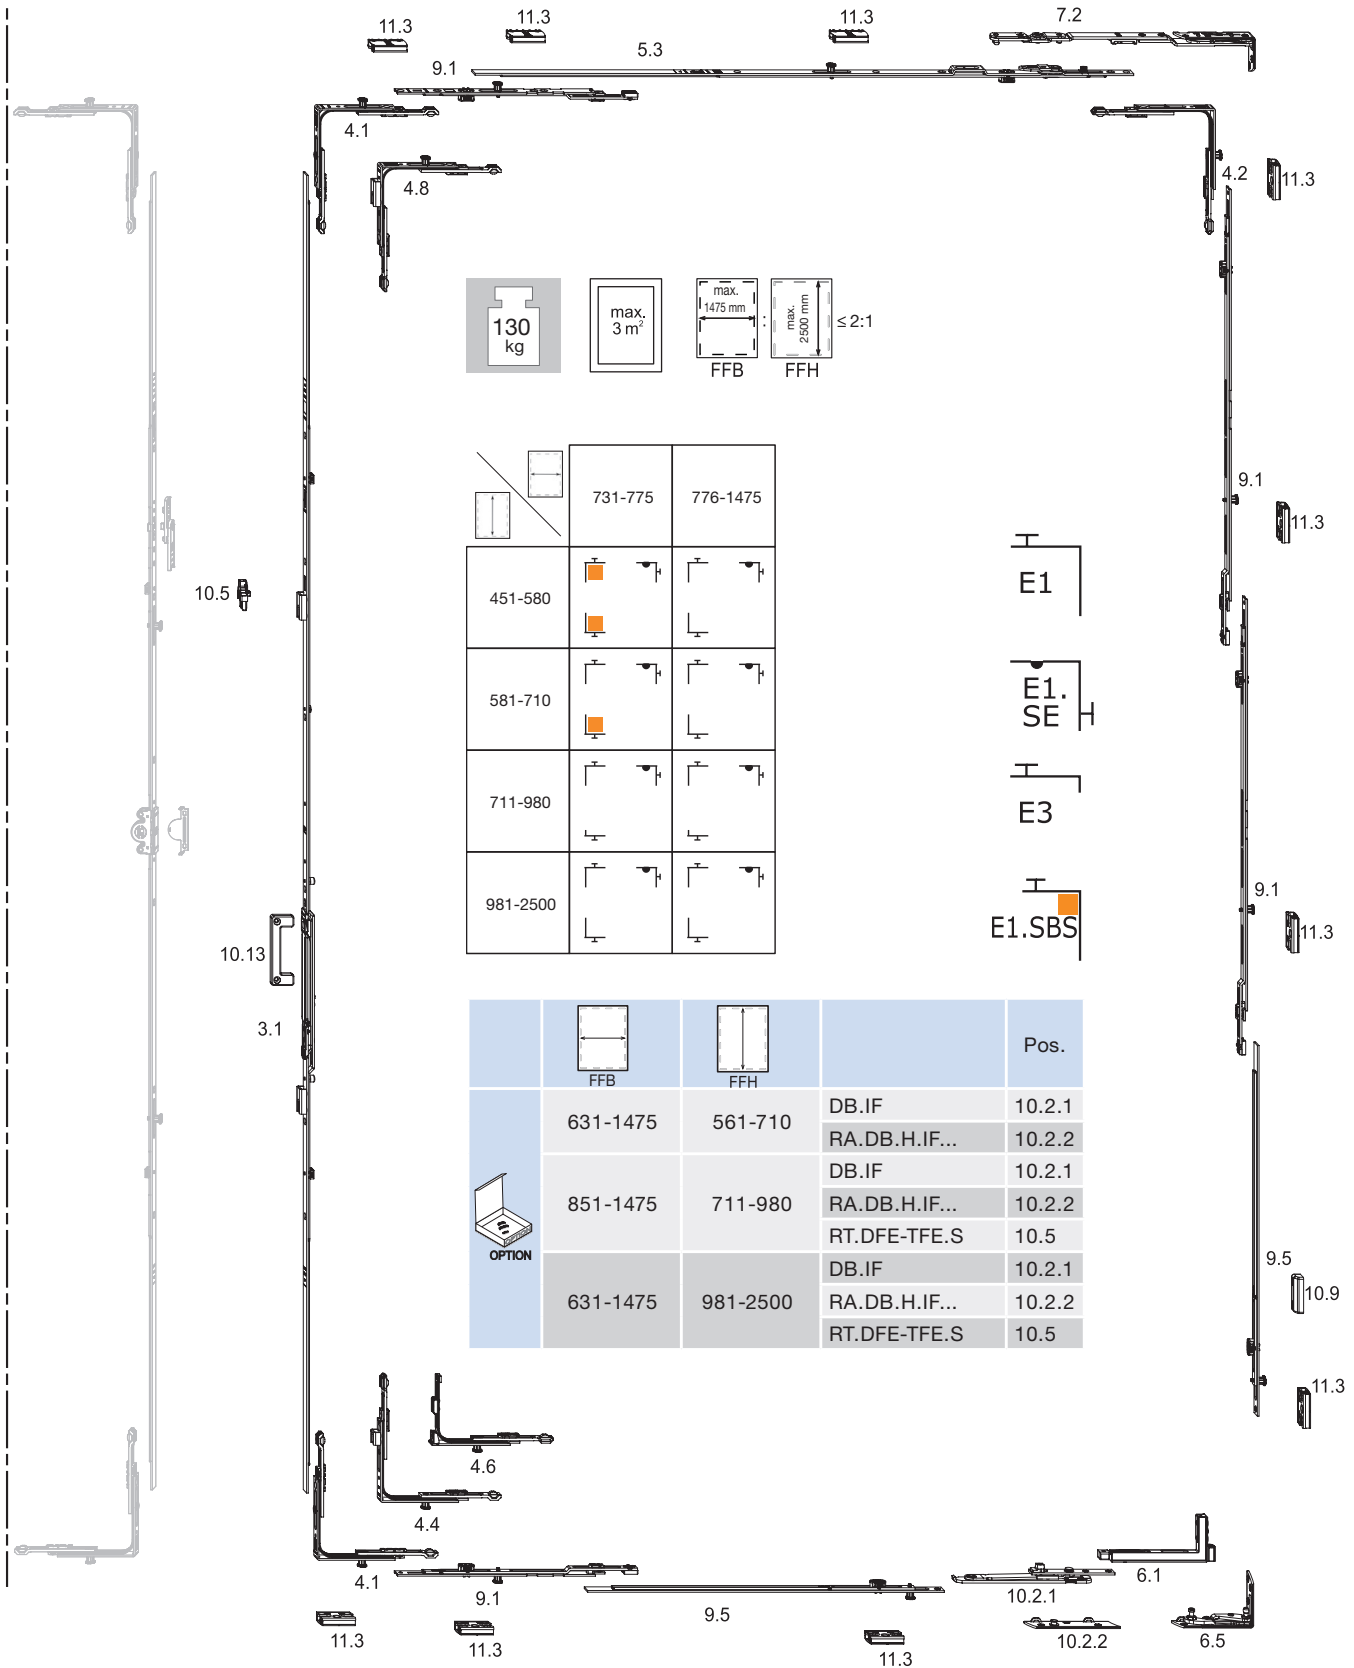 11.3
11.3
11.3
7.2
5.3
9.1
4.1
4.8
4.2
11.3
130
kg
max.
3 m²
max.
1475 mm
FFB
:
max.
2500 mm
FFH
≤ 2:1
731-775
776-1475
451-580
581-710
711-980
981-2500
E1
E1.
SE
E3
E1.SBS
9.1
11.3
10.5
9.1
11.3
10.13
3.1
FFB
FFH
Pos.
OPTION
631-1475
561-710
DB.IF
10.2.1
RA.DB.H.IF...
10.2.2
851-1475
711-980
DB.IF
10.2.1
RA.DB.H.IF...
10.2.2
RT.DFE-TFE.S
10.5
631-1475
981-2500
DB.IF
10.2.1
RA.DB.H.IF...
10.2.2
RT.DFE-TFE.S
10.5
9.5
10.9
11.3
4.6
4.4
4.1
9.1
9.5
10.2.1
6.1
11.3
11.3
11.3
10.2.2
6.5